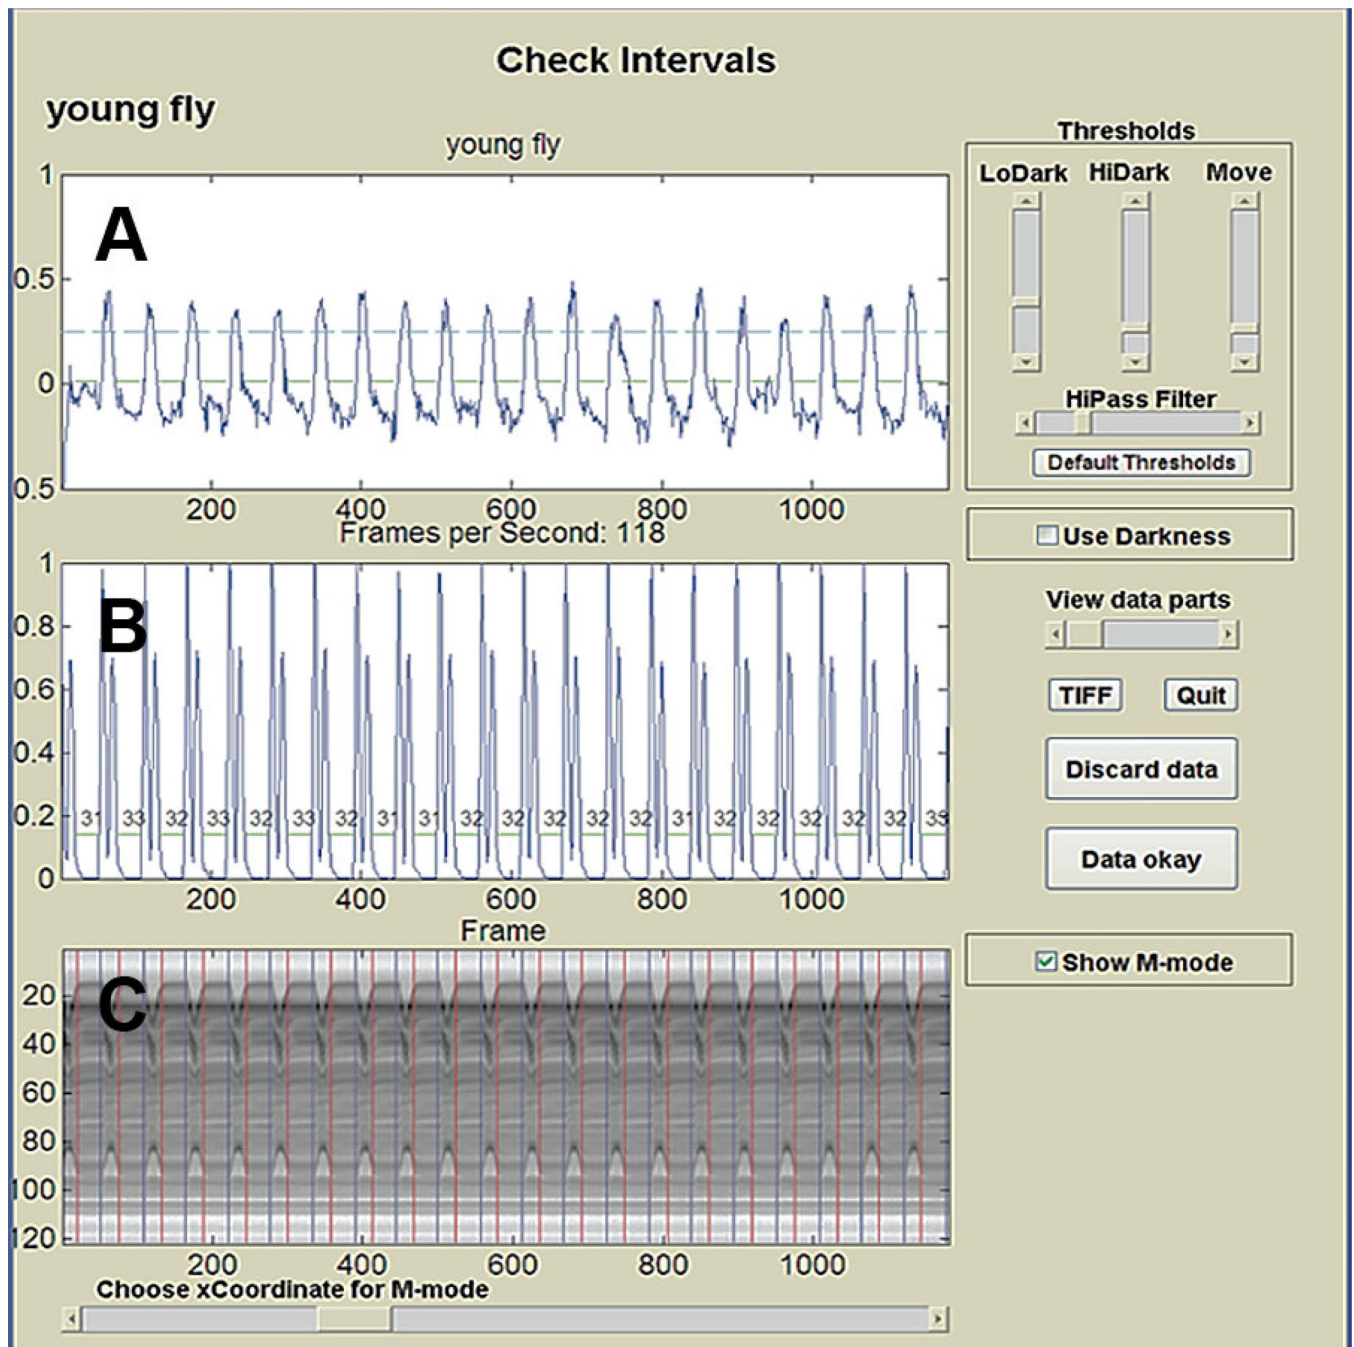 Check Intervals
young fly
young fly
Thresholds
LoDark HiDark Move
1
0.5
0
0.5
A
200 400 600 800 1000
HiPass Filter
Default Thresholds
Frames per Second: 118
Use Darkness
1
0.8
0.6
0.4
0.2
0
B
31 33 32 33 32 33 32 31 31 32 32 32 32 32 31 32 32 32 32 32
200 400 600 800 1000
Frame
View data parts
TIFF Quit
Discard data
Data okay
Show M-mode
C
20
40
60
80
100
120
200 400 600 800 1000
Choose xCoordinate for M-mode